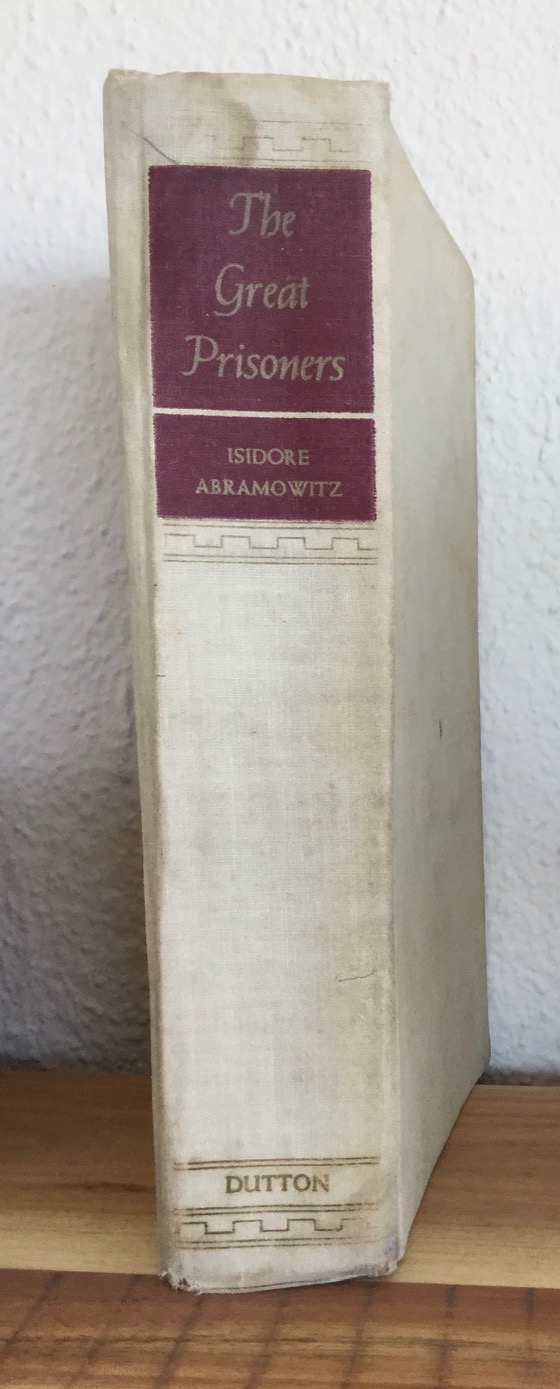 The
Great
Prisoners
ISIDORE
ABRAMOWITZ
DUTTON